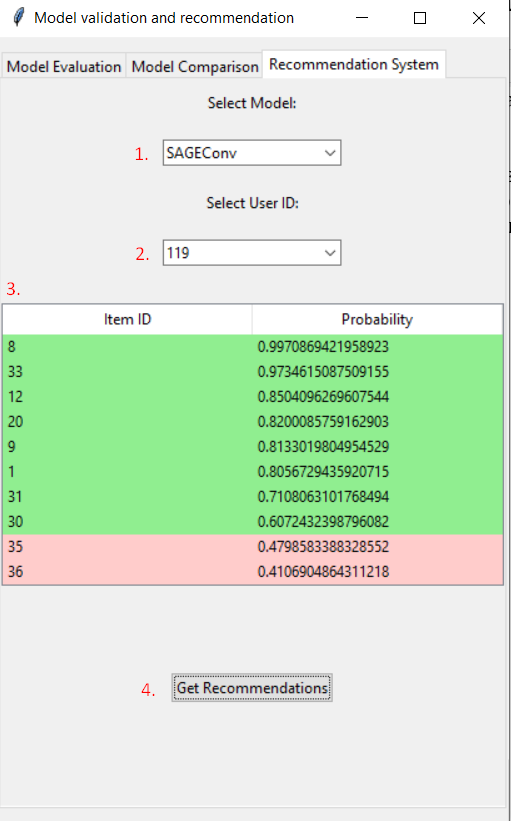 Model validation and recommendation
Model Evaluation Model Comparison Recommendation System
Select Model:
1. SAGEConv
Select User ID:
2. 119
3.
Item ID Probability
8 0.9970869421958923
33 0.9734615087509155
12 0.8504096269607544
20 0.8200085759162903
9 0.8133019804954529
1 0.8056729435920715
31 0.7108063101768494
30 0.6072432398796082
35 0.4798583388328552
36 0.4106904864311218
4. Get Recommendations